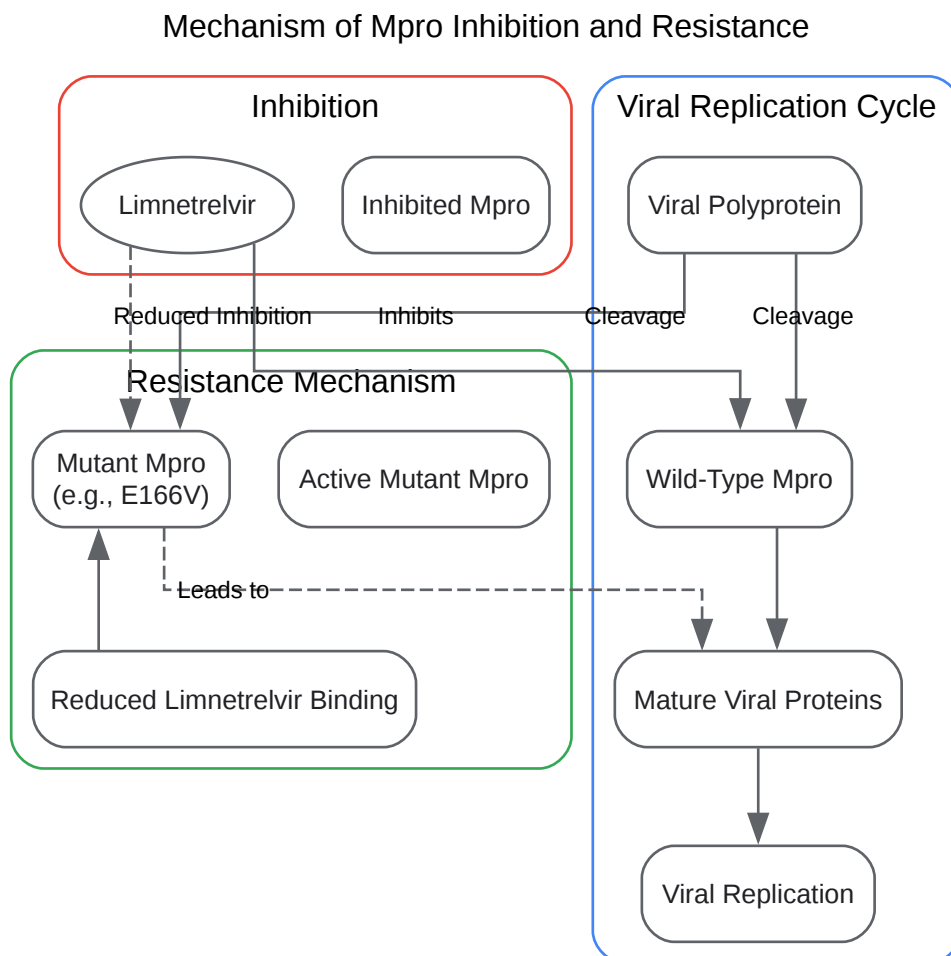 Mechanism of Mpro Inhibition and Resistance
Inhibition
Viral Replication Cycle
Limnetrelvir
Inhibited Mpro
Viral Polyprotein
Reduced Inhibition
Inhibits
Cleavage
Cleavage
Resistance Mechanism
Mutant Mpro
(e.g., E166V)
Active Mutant Mpro
Wild-Type Mpro
Leads to
Reduced Limnetrelvir Binding
Mature Viral Proteins
Viral Replication